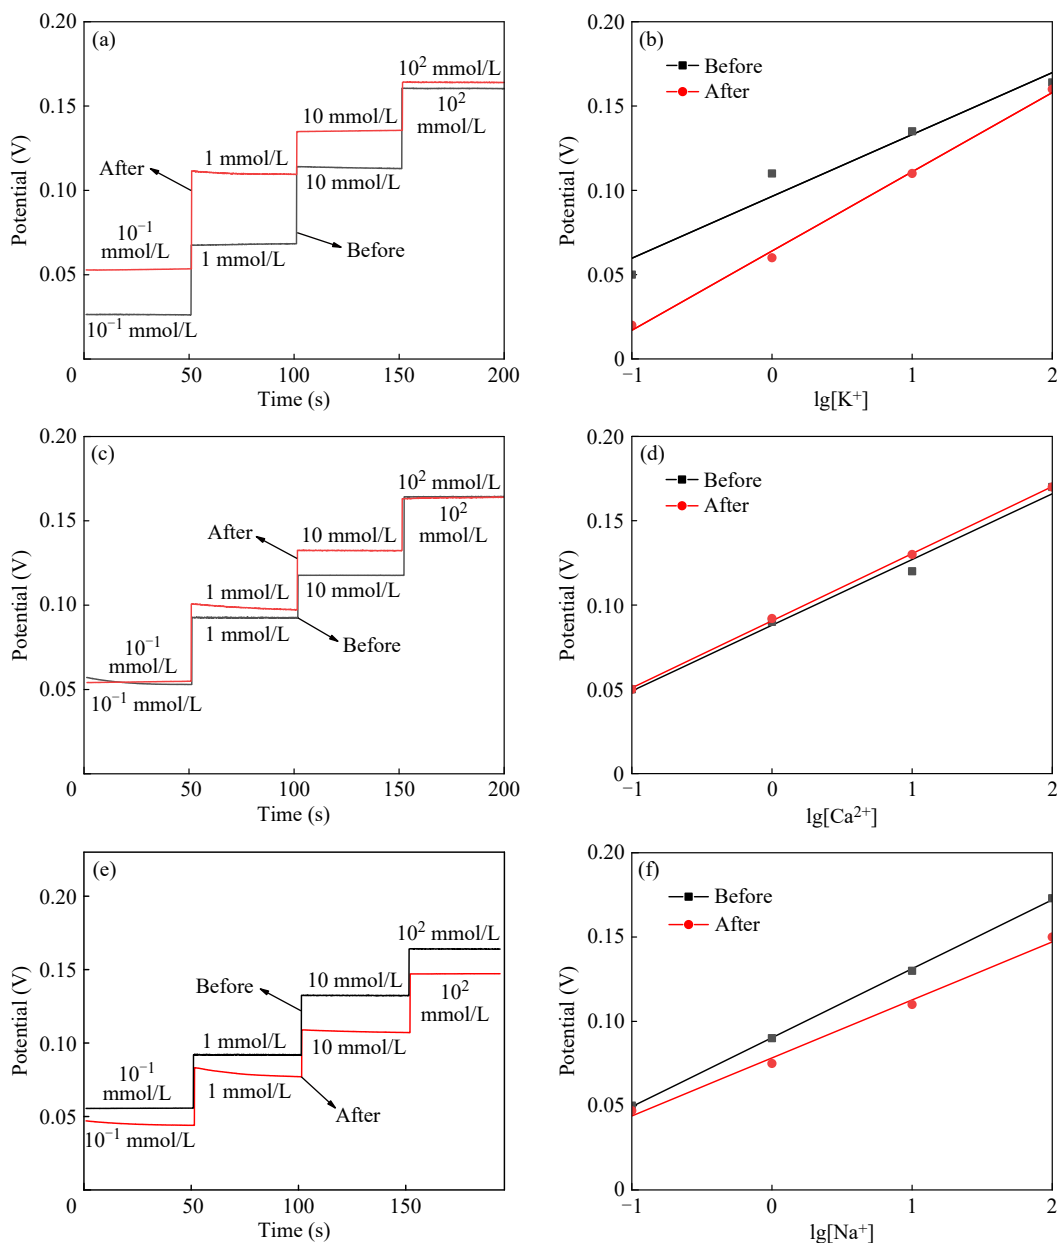 (a)
0.20
0.15
0.10
0.05
0
Potential (V)
10² mmol/L
10 mmol/L
10²
mmol/L
1 mmol/L
After
10 mmol/L
10⁻¹
mmol/L
Before
1 mmol/L
10⁻¹ mmol/L
0 50 100 150 200
Time (s)
(b)
0.20
0.15
0.10
0.05
0
Potential (V)
Before
After
−1 0 1 2
lg[K⁺]
(c)
0.20
0.15
0.10
0.05
0
Potential (V)
10² mmol/L
10²
mmol/L
After
10 mmol/L
1 mmol/L
10 mmol/L
1 mmol/L
Before
10⁻¹
mmol/L
10⁻¹ mmol/L
0 50 100 150 200
Time (s)
(d)
0.20
0.15
0.10
0.05
0
Potential (V)
Before
After
−1 0 1 2
lg[Ca²⁺]
(e)
0.20
0.15
0.10
0.05
0
Potential (V)
10² mmol/L
Before
10 mmol/L
10²
mmol/L
1 mmol/L
10 mmol/L
10⁻¹
mmol/L
1 mmol/L
After
10⁻¹ mmol/L
0 50 100 150
Time (s)
(f)
0.20
0.15
0.10
0.05
0
Potential (V)
Before
After
−1 0 1 2
lg[Na⁺]